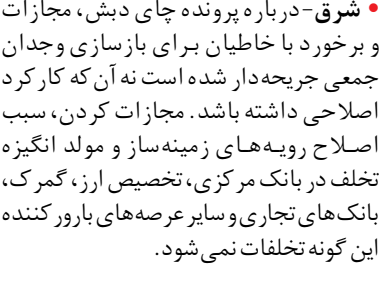 • شرق-درباره پرونده چای دبش، مجازات
و برخورد با خاطیان برای بازسازی وجدان
جمعی جریحه‌دار شده است نه آن‌که کارکرد
اصلاحی داشته باشد. مجازات کردن، سبب
اصلاح رویه‌های زمینه‌ساز و مولد انگیزه
تخلف در بانک مرکزی، تخصیص ارز، گمرک،
بانک‌های تجاری و سایر عرصه‌های بارور کننده
این گونه تخلفات نمی‌شود.